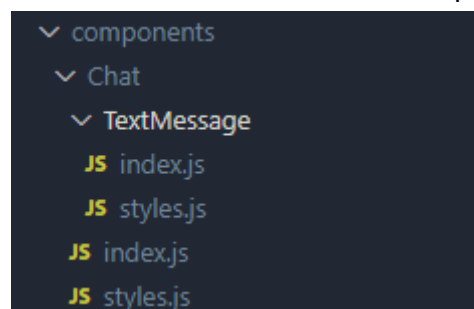 components
Chat
TextMessage
JS index.js
JS styles.js
JS index.js
JS styles.js